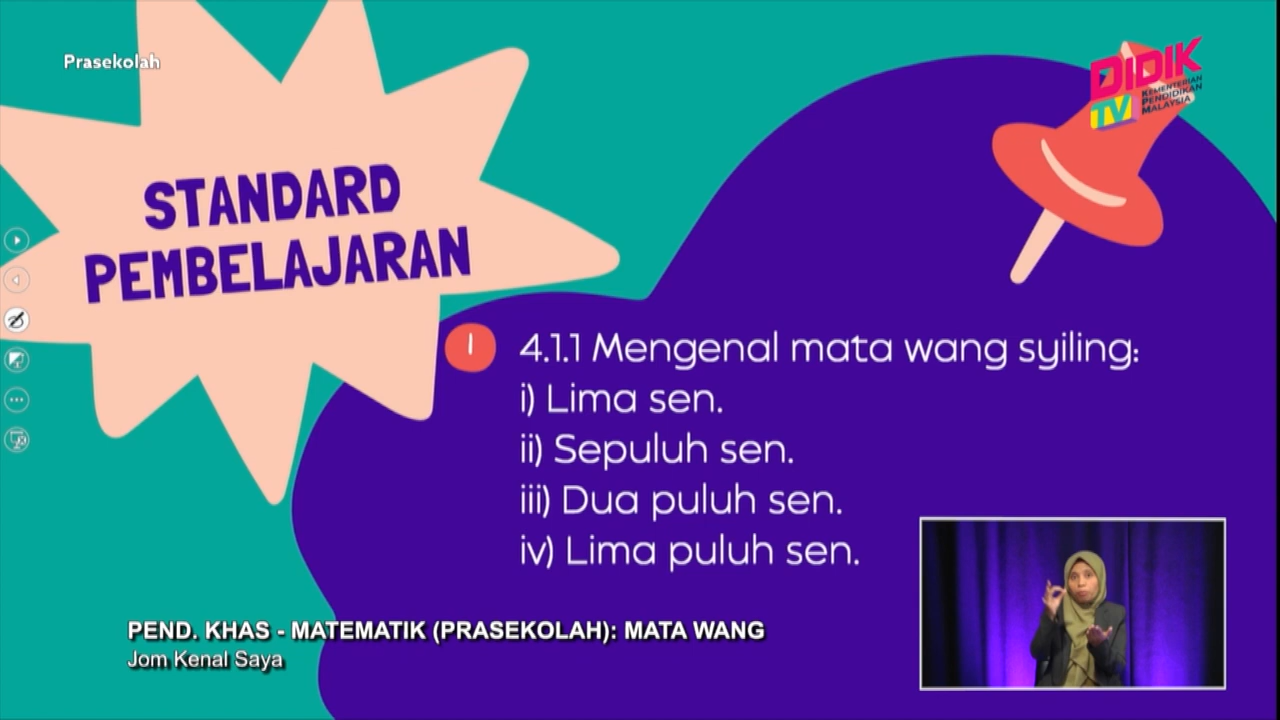 Prasekolah
DIDIK
TV
KEMENTERIAN
PENDIDIKAN
MALAYSIA
STANDARD
PEMBELAJARAN
1 4.1.1 Mengenal mata wang syiling:
i) Lima sen.
ii) Sepuluh sen.
iii) Dua puluh sen.
iv) Lima puluh sen.
PEND. KHAS - MATEMATIK (PRASEKOLAH): MATA WANG
Jom Kenal Saya